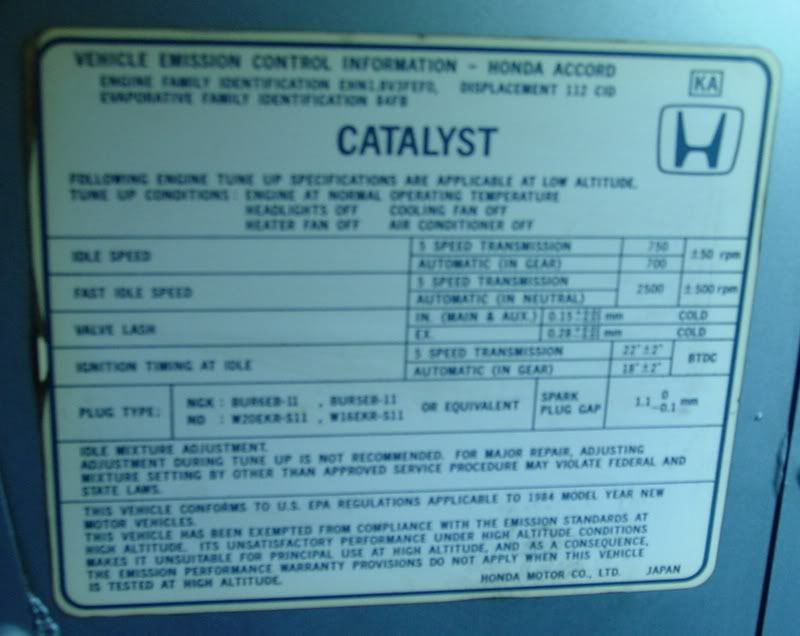 VEHICLE EMISSION CONTROL INFORMATION - HONDA ACCORD
ENGINE FAMILY IDENTIFICATION DISPLACEMENT 112 CID
EVAPORATIVE FAMILY IDENTIFICATION 84FB
KA
CATALYST
FOLLOWING ENGINE TUNE UP SPECIFICATIONS ARE APPLICABLE AT LOW ALTITUDE.
TUNE UP CONDITIONS: ENGINE AT NORMAL OPERATING TEMPERATURE
HEADLIGHTS OFF COOLING FAN OFF
HEATER FAN OFF AIR CONDITIONER OFF
IDLE SPEED
5 SPEED TRANSMISSION 750
AUTOMATIC (IN GEAR) 700
±50 rpm
FAST IDLE SPEED
5 SPEED TRANSMISSION
AUTOMATIC (IN NEUTRAL)
2500 ±500 rpm
VALVE LASH
IN. (MAIN & AUX.) 0.15 mm COLD
EX. 0.28 mm COLD
IGNITION TIMING AT IDLE
5 SPEED TRANSMISSION 22°±2°
AUTOMATIC (IN GEAR) 18°±2°
BTDC
PLUG TYPE:
NGK: BUR6EB-11 , BUR5EB-11
ND : W20EKR-S11 , W16EKR-S11
OR EQUIVALENT
SPARK
PLUG GAP
1.1 0 -0.1 mm
IDLE MIXTURE ADJUSTMENT.
ADJUSTMENT DURING TUNE UP IS NOT RECOMMENDED. FOR MAJOR REPAIR, ADJUSTING
MIXTURE SETTING BY OTHER THAN APPROVED SERVICE PROCEDURE MAY VIOLATE FEDERAL AND
STATE LAWS.
THIS VEHICLE CONFORMS TO U.S. EPA REGULATIONS APPLICABLE TO 1984 MODEL YEAR NEW
MOTOR VEHICLES.
THIS VEHICLE HAS BEEN EXEMPTED FROM COMPLIANCE WITH THE EMISSION STANDARDS AT
HIGH ALTITUDE. ITS UNSATISFACTORY PERFORMANCE UNDER HIGH ALTITUDE CONDITIONS
MAKES IT UNSUITABLE FOR PRINCIPAL USE AT HIGH ALTITUDE, AND AS A CONSEQUENCE,
THE EMISSION PERFORMANCE WARRANTY PROVISIONS DO NOT APPLY WHEN THIS VEHICLE
IS TESTED AT HIGH ALTITUDE.
HONDA MOTOR CO., LTD. JAPAN